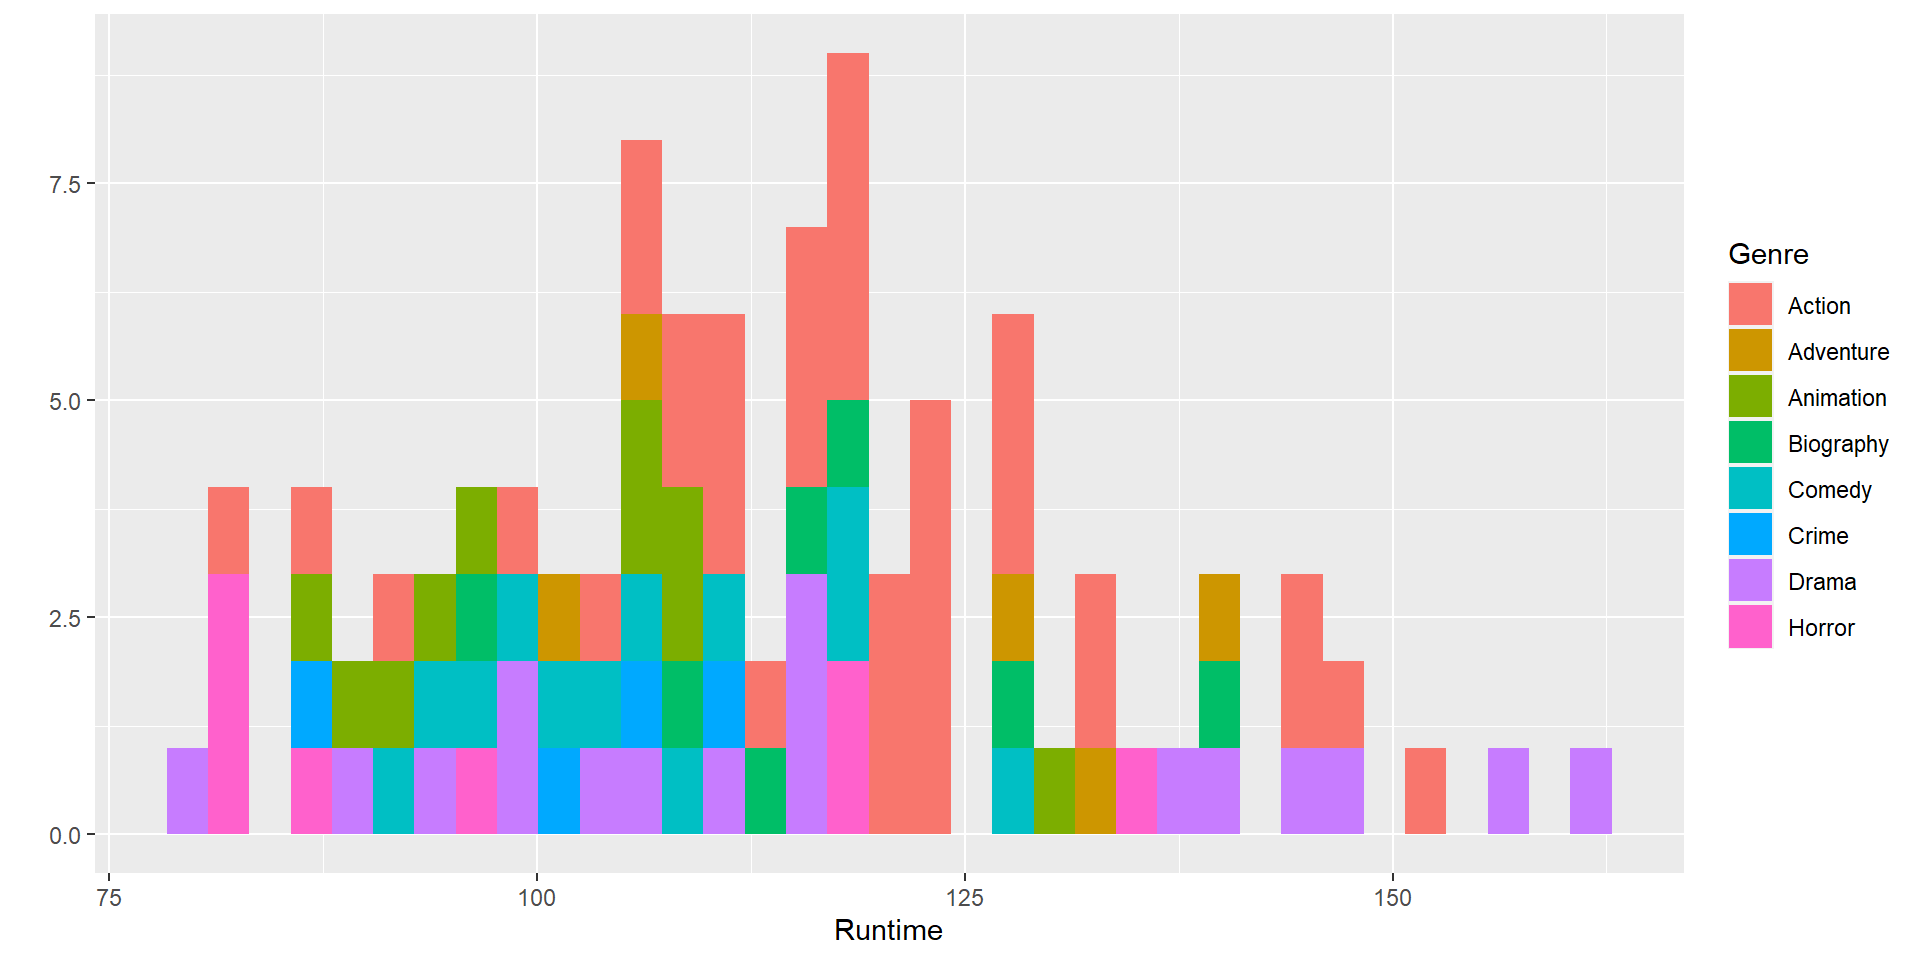 7.5
5.0
2.5
0.0
75 100 125 150
Runtime
Genre
Action
Adventure
Animation
Biography
Comedy
Crime
Drama
Horror